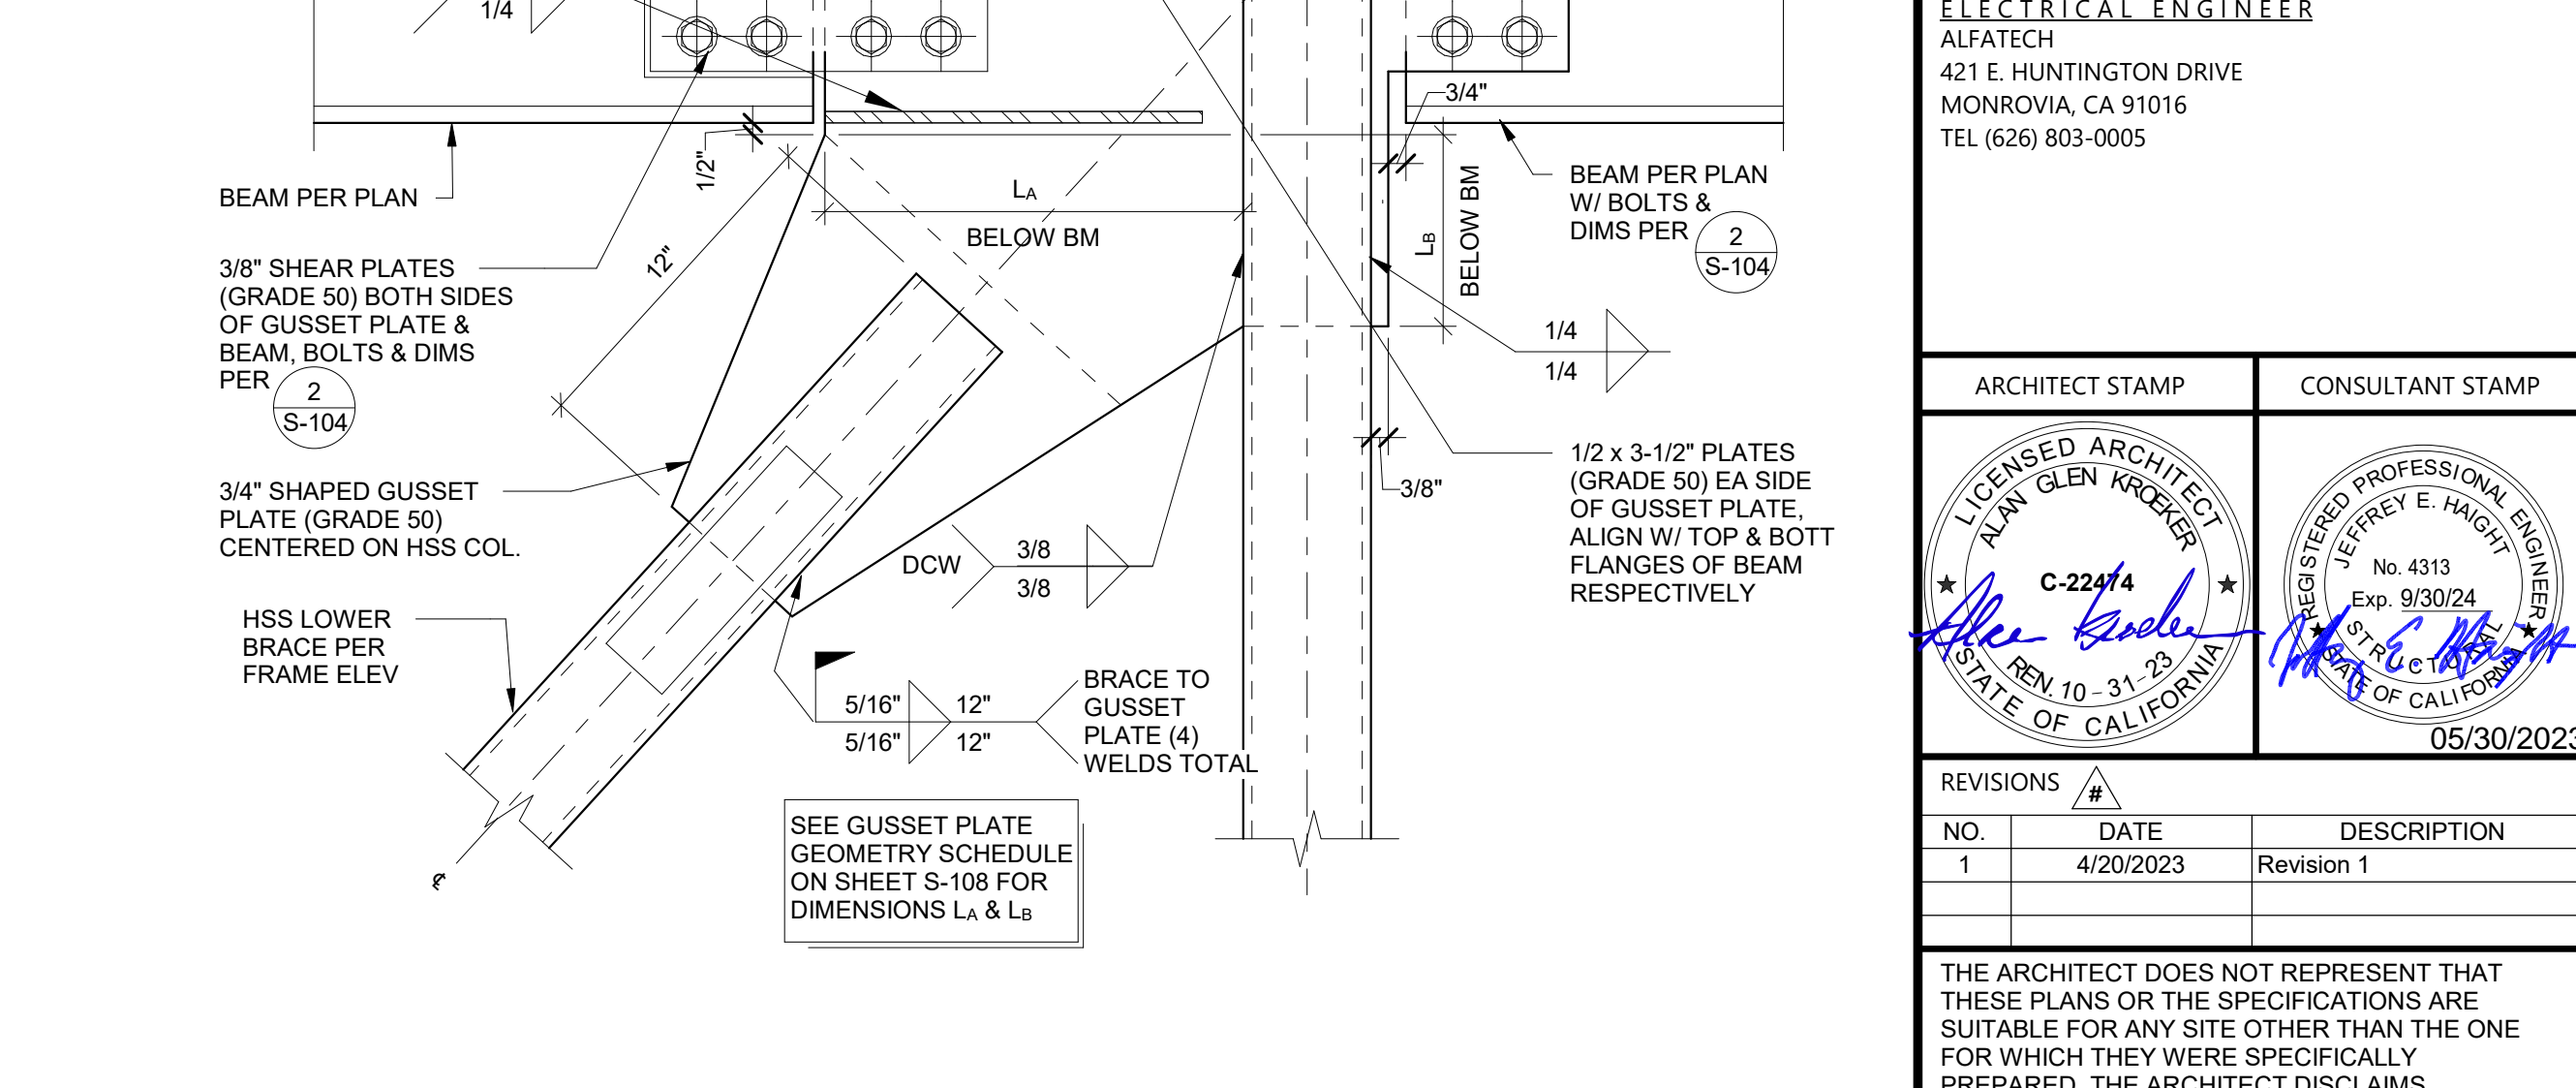 1/4
BEAM PER PLAN
3/8" SHEAR PLATES
(GRADE 50) BOTH SIDES
OF GUSSET PLATE &
BEAM, BOLTS & DIMS
PER
2
S-104
3/4" SHAPED GUSSET
PLATE (GRADE 50)
CENTERED ON HSS COL.
HSS LOWER
BRACE PER
FRAME ELEV
1/2"
12"
LA
BELOW BM
3/4"
LB
BELOW BM
BEAM PER PLAN
W/ BOLTS &
DIMS PER
2
S-104
1/4
1/4
1/2 x 3-1/2" PLATES
(GRADE 50) EA SIDE
OF GUSSET PLATE,
ALIGN W/ TOP & BOTT
FLANGES OF BEAM
RESPECTIVELY
3/8"
DCW
3/8
3/8
5/16" 12"
5/16" 12"
BRACE TO
GUSSET
PLATE (4)
WELDS TOTAL
SEE GUSSET PLATE
GEOMETRY SCHEDULE
ON SHEET S-108 FOR
DIMENSIONS LA & LB
℄
ELECTRICAL ENGINEER
ALFATECH
421 E. HUNTINGTON DRIVE
MONROVIA, CA 91016
TEL (626) 803-0005
ARCHITECT STAMP
CONSULTANT STAMP
LICENSED ARCHITECT
ALAN GLEN KROEKER
C-22474
REN. 10-31-23
STATE OF CALIFORNIA
REGISTERED PROFESSIONAL ENGINEER
JEFFREY E. HAIGHT
No. 4313
Exp. 9/30/24
STRUCTURAL
STATE OF CALIFORNIA
05/30/2023
REVISIONS #
NO. DATE DESCRIPTION
1 4/20/2023 Revision 1
THE ARCHITECT DOES NOT REPRESENT THAT
THESE PLANS OR THE SPECIFICATIONS ARE
SUITABLE FOR ANY SITE OTHER THAN THE ONE
FOR WHICH THEY WERE SPECIFICALLY
PREPARED. THE ARCHITECT DISCLAIMS